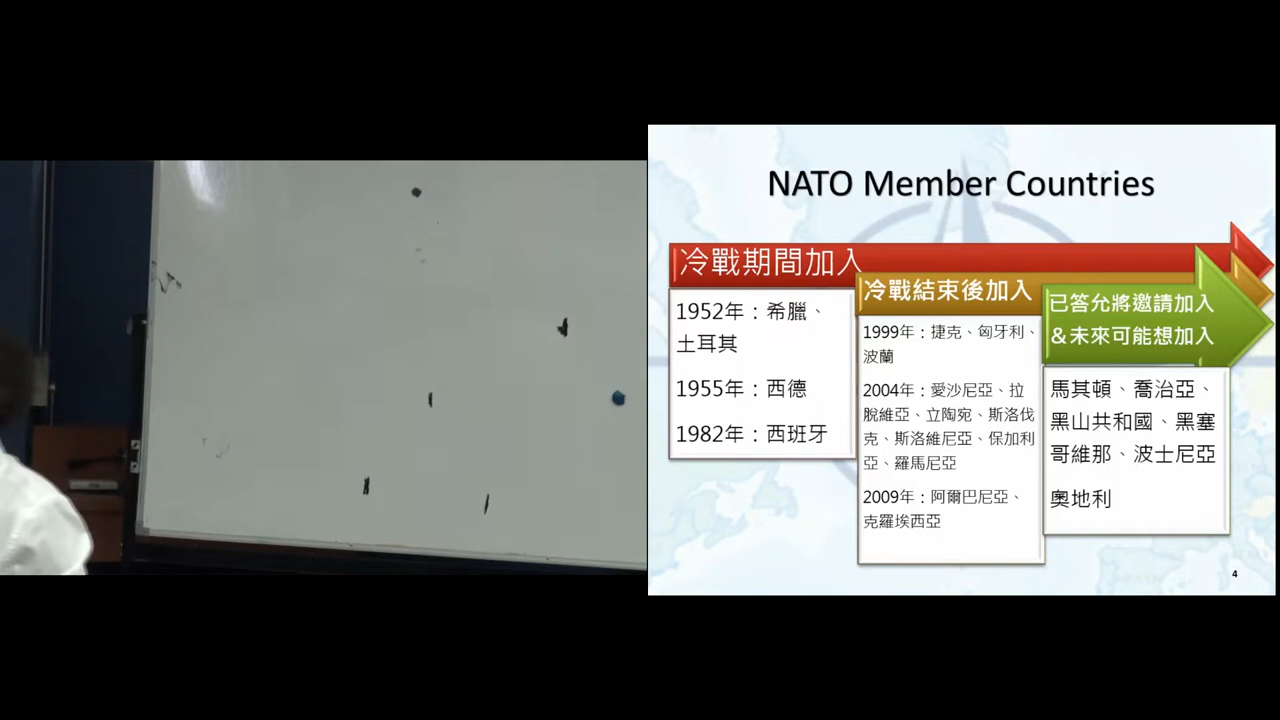 NATO Member Countries
冷戰期間加入
1952年：希臘、
土耳其
1955年：西德
1982年：西班牙
冷戰結束後加入
1999年：捷克、匈牙利、
波蘭
2004年：愛沙尼亞、拉
脫維亞、立陶宛、斯洛伐
克、斯洛維尼亞、保加利
亞、羅馬尼亞
2009年：阿爾巴尼亞、
克羅埃西亞
已答允將邀請加入
＆未來可能想加入
馬其頓、喬治亞、
黑山共和國、黑塞
哥維那、波士尼亞
奧地利
4